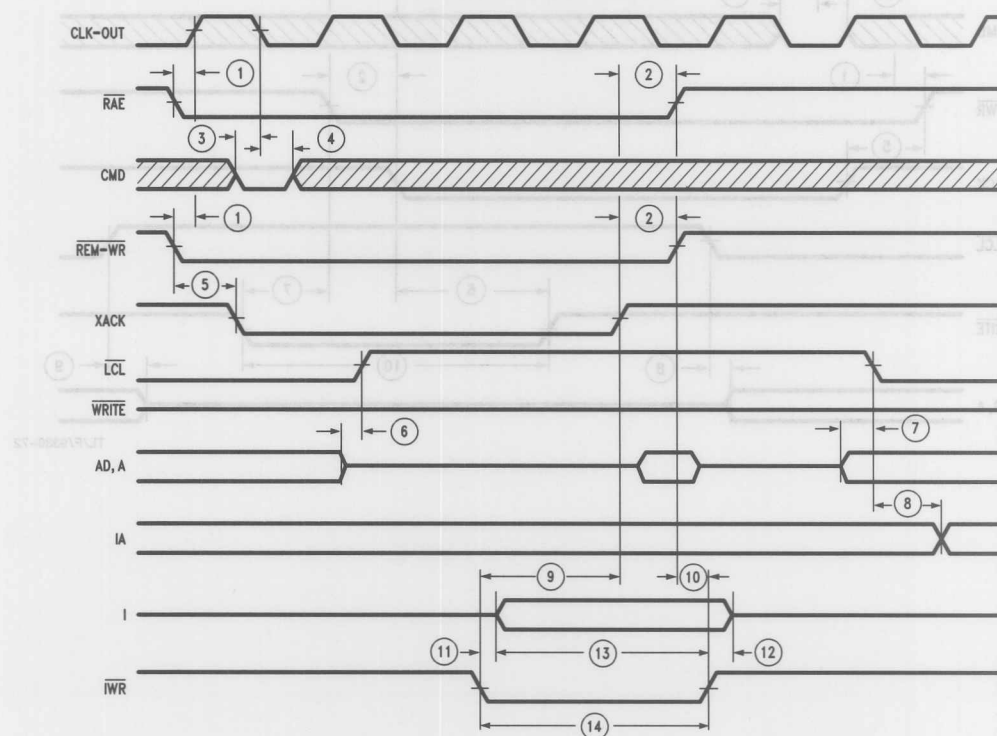 CLK-OUT
1 2
RAE
3 4
CMD
1 2
REM-WR
5
XACK
LCL
WRITE
6 7
AD, A
8
IA
9 10
I
11 13 12
IWR
14